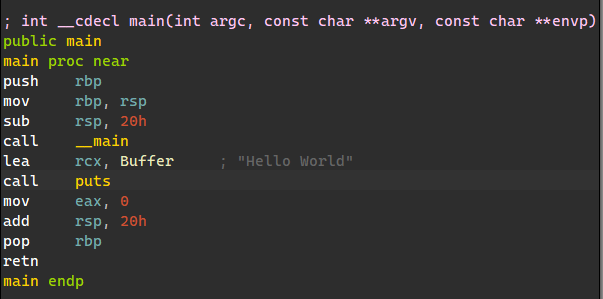 ; int __cdecl main(int argc, const char **argv, const char **envp)
public main
main proc near
push    rbp
mov     rbp, rsp
sub     rsp, 20h
call    __main
lea     rcx, Buffer     ; "Hello World"
call    puts
mov     eax, 0
add     rsp, 20h
pop     rbp
retn
main endp